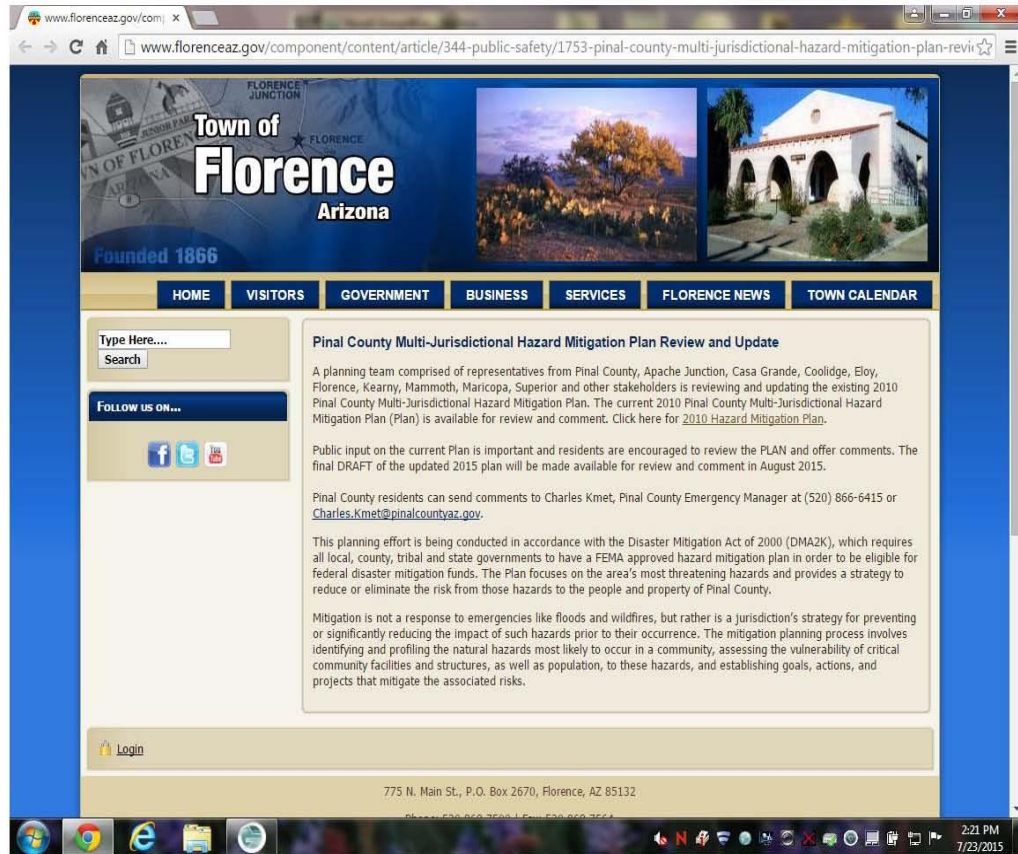 www.florenceaz.gov/com
www.florenceaz.gov/component/content/article/344-public-safety/1753-pinal-county-multi-jurisdictional-hazard-mitigation-plan-revi
FLORENCE
JUNCTION
FLORENCE
Town of
Florence
Arizona
Founded 1866
HOME VISITORS GOVERNMENT BUSINESS SERVICES FLORENCE NEWS TOWN CALENDAR
Type Here....
Search
FOLLOW US ON...
Pinal County Multi-Jurisdictional Hazard Mitigation Plan Review and Update
A planning team comprised of representatives from Pinal County, Apache Junction, Casa Grande, Coolidge, Eloy,
Florence, Kearny, Mammoth, Maricopa, Superior and other stakeholders is reviewing and updating the existing 2010
Pinal County Multi-Jurisdictional Hazard Mitigation Plan. The current 2010 Pinal County Multi-Jurisdictional Hazard
Mitigation Plan (Plan) is available for review and comment. Click here for 2010 Hazard Mitigation Plan.
Public input on the current Plan is important and residents are encouraged to review the PLAN and offer comments. The
final DRAFT of the updated 2015 plan will be made available for review and comment in August 2015.
Pinal County residents can send comments to Charles Kmet, Pinal County Emergency Manager at (520) 866-6415 or
Charles.Kmet@pinalcountyaz.gov.
This planning effort is being conducted in accordance with the Disaster Mitigation Act of 2000 (DMA2K), which requires
all local, county, tribal and state governments to have a FEMA approved hazard mitigation plan in order to be eligible for
federal disaster mitigation funds. The Plan focuses on the area's most threatening hazards and provides a strategy to
reduce or eliminate the risk from those hazards to the people and property of Pinal County.
Mitigation is not a response to emergencies like floods and wildfires, but rather is a jurisdiction's strategy for preventing
or significantly reducing the impact of such hazards prior to their occurrence. The mitigation planning process involves
identifying and profiling the natural hazards most likely to occur in a community, assessing the vulnerability of critical
community facilities and structures, as well as population, to these hazards, and establishing goals, actions, and
projects that mitigate the associated risks.
Login
775 N. Main St., P.O. Box 2670, Florence, AZ 85132
2:21 PM
7/23/2015